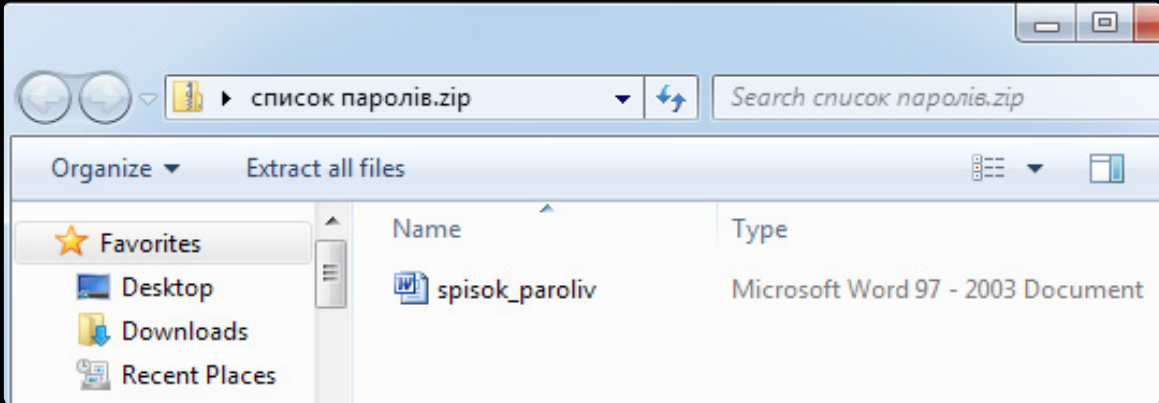 список паролів.zip
Search список паролів.zip
Organize
Extract all files
Name
Type
Favorites
Desktop
Downloads
Recent Places
spisok_paroliv
Microsoft Word 97 - 2003 Document